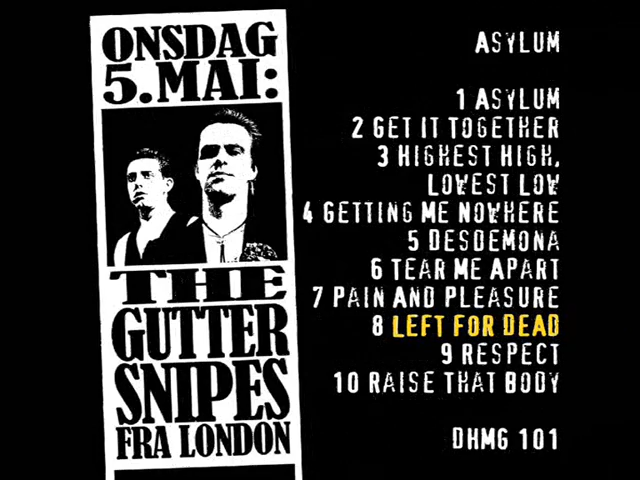 ONSDAG
5.MAI:
THE
GUTTER
SNIPES
FRA LONDON
ASYLUM
1 ASYLUM
2 GET IT TOGETHER
3 HIGHEST HIGH,
LOWEST LOW
4 GETTING ME NOWHERE
5 DESDEMONA
6 TEAR ME APART
7 PAIN AND PLEASURE
8 LEFT FOR DEAD
9 RESPECT
10 RAISE THAT BODY
DHMG 101